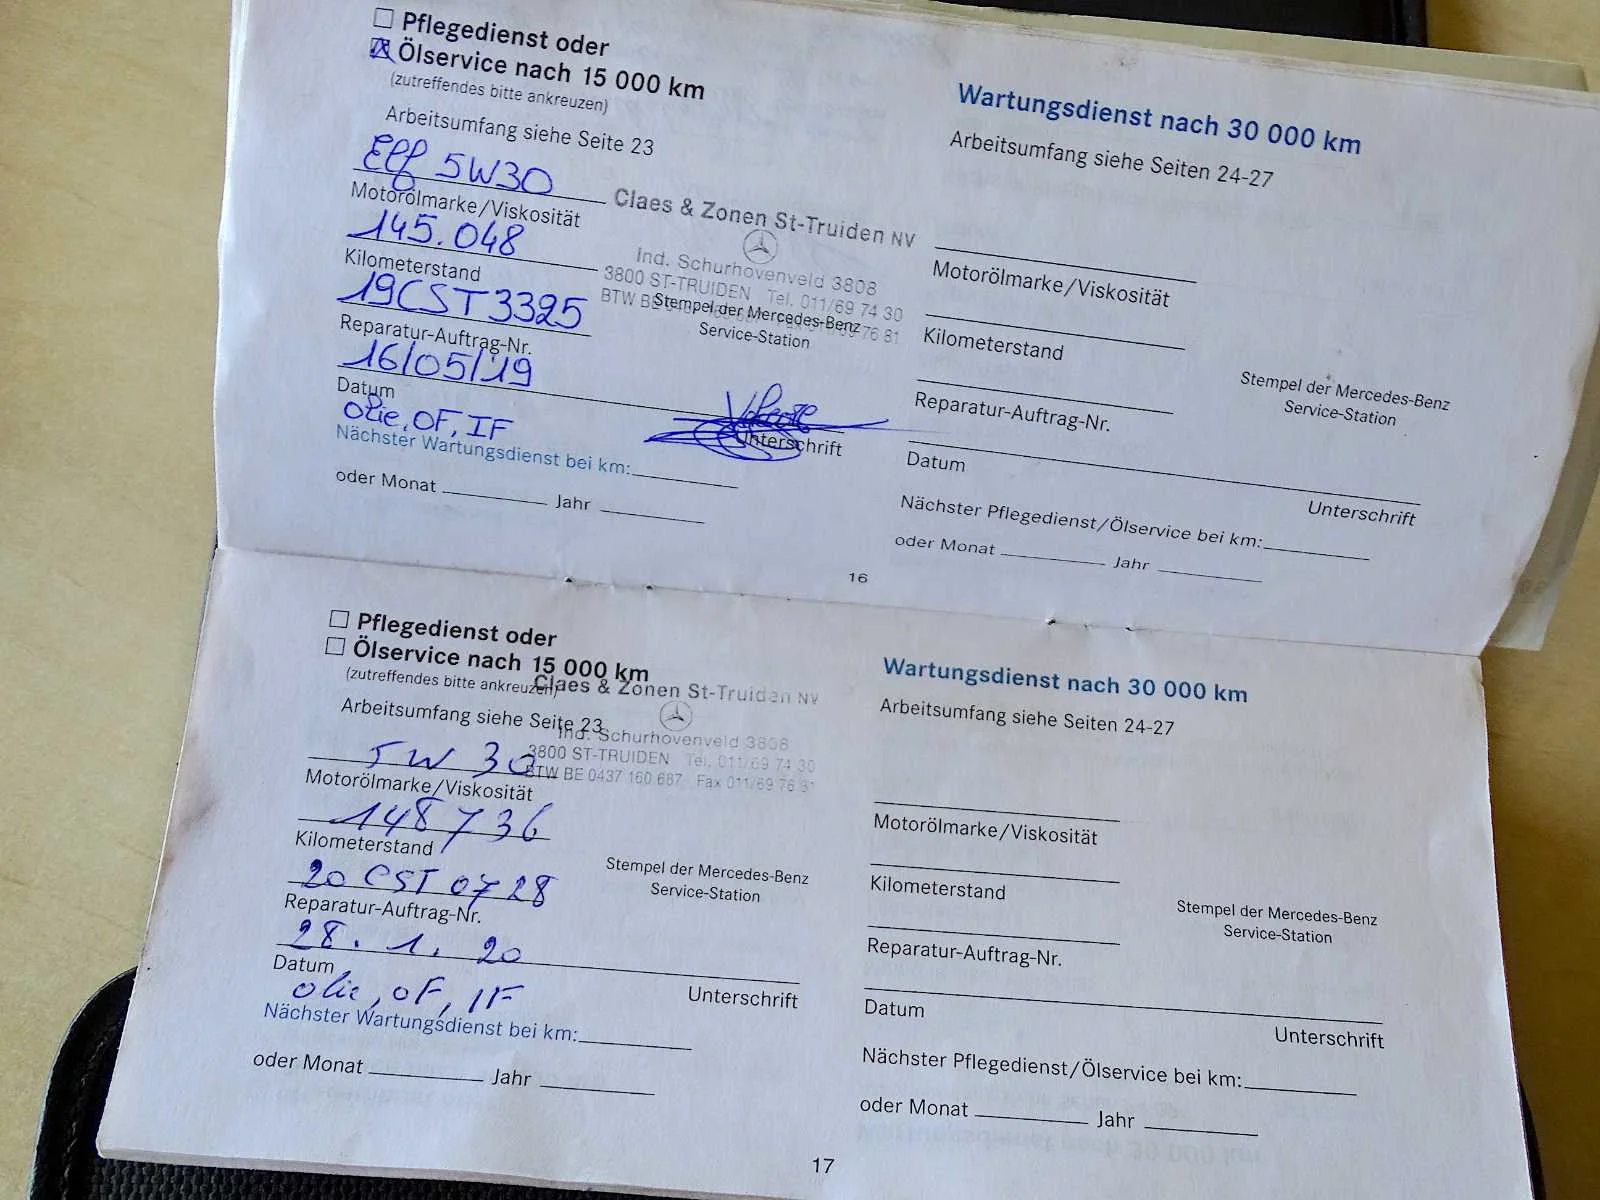 Pflegedienst oder
Ölservice nach 15 000 km
(zutreffendes bitte ankreuzen)
Arbeitsumfang siehe Seite 23
Elf 5W30
Motorölmarke/Viskosität
145.048
Kilometerstand
19CST3325
Reparatur-Auftrag-Nr.
16/05/19
Datum
olie, OF, IF
Nächster Wartungsdienst bei km:
oder Monat Jahr
Claes & Zonen St-Truiden NV
Ind. Schurhovenveld 3808
3800 ST-TRUIDEN Tel. 011/69 74 30
BTW BE
76 81
Stempel der Mercedes-Benz
Service-Station
Unterschrift
Wartungsdienst nach 30 000 km
Arbeitsumfang siehe Seiten 24-27
Motorölmarke/Viskosität
Kilometerstand
Reparatur-Auftrag-Nr.
Stempel der Mercedes-Benz
Service-Station
Datum
Unterschrift
Nächster Pflegedienst/Ölservice bei km:
oder Monat Jahr
16
Pflegedienst oder
Ölservice nach 15 000 km
(zutreffendes bitte ankreuzen)
Arbeitsumfang siehe Seite 23
Claes & Zonen St-Truiden NV
Ind. Schurhovenveld 3808
3800 ST-TRUIDEN Tel. 011/69 74 30
BTW BE 0437 160 687 Fax 011/69 76 81
5W 30
Motorölmarke/Viskosität
148736
Kilometerstand
20 CST 0728
Reparatur-Auftrag-Nr.
28. 1. 20
Datum
olie, OF, IF
Stempel der Mercedes-Benz
Service-Station
Unterschrift
Nächster Wartungsdienst bei km:
oder Monat Jahr
Wartungsdienst nach 30 000 km
Arbeitsumfang siehe Seiten 24-27
Motorölmarke/Viskosität
Kilometerstand
Reparatur-Auftrag-Nr.
Stempel der Mercedes-Benz
Service-Station
Datum
Unterschrift
Nächster Pflegedienst/Ölservice bei km:
oder Monat Jahr
17